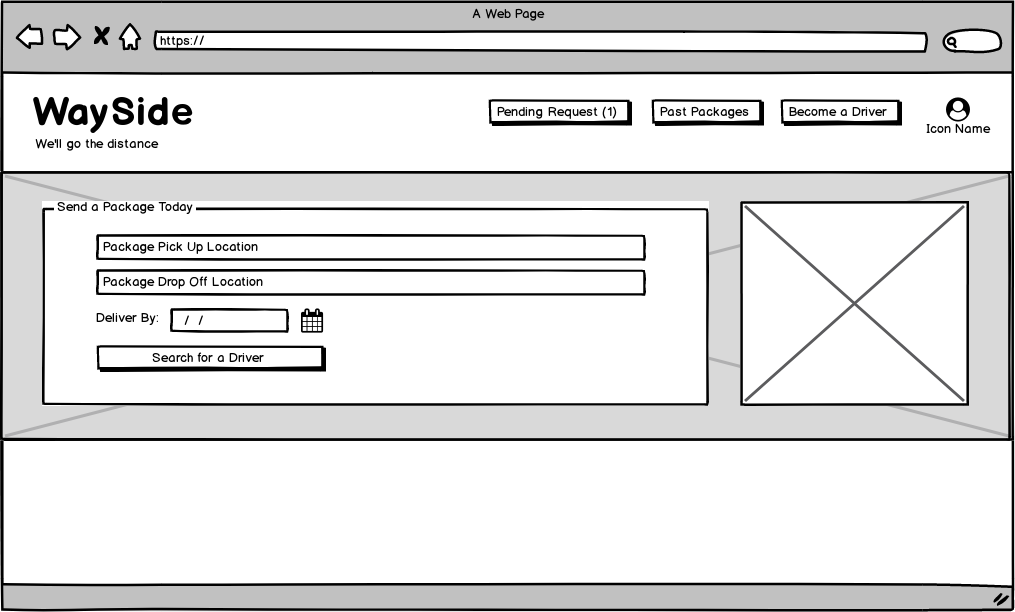 A Web Page
https://
WaySide
We'll go the distance
Pending Request (1)
Past Packages
Become a Driver
Icon Name
Send a Package Today
Package Pick Up Location
Package Drop Off Location
Deliver By:
/ /
Search for a Driver